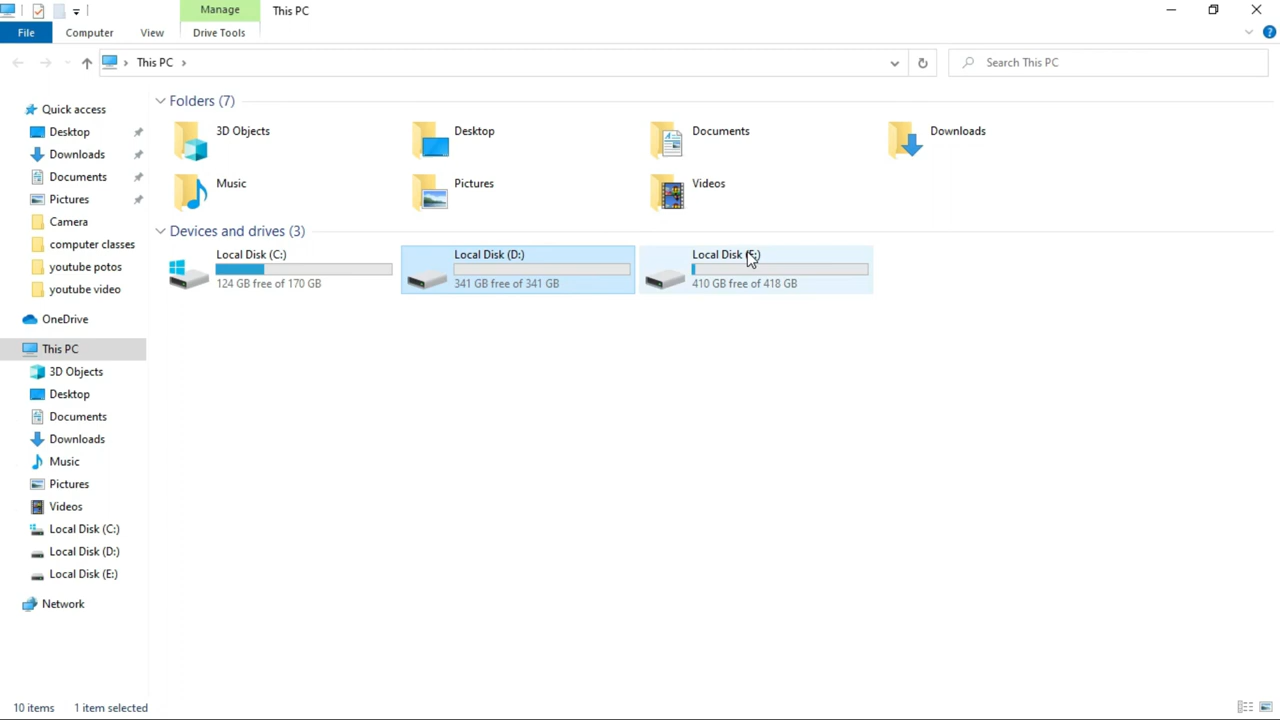 Manage
This PC
File
Computer
View
Drive Tools
This PC
Search This PC
Quick access
Desktop
Downloads
Documents
Pictures
Camera
computer classes
youtube potos
youtube video
OneDrive
This PC
3D Objects
Desktop
Documents
Downloads
Music
Pictures
Videos
Local Disk (C:)
Local Disk (D:)
Local Disk (E:)
Network
Folders (7)
3D Objects
Desktop
Documents
Downloads
Music
Pictures
Videos
Devices and drives (3)
Local Disk (C:)
124 GB free of 170 GB
Local Disk (D:)
341 GB free of 341 GB
Local Disk (E:)
410 GB free of 418 GB
10 items
1 item selected